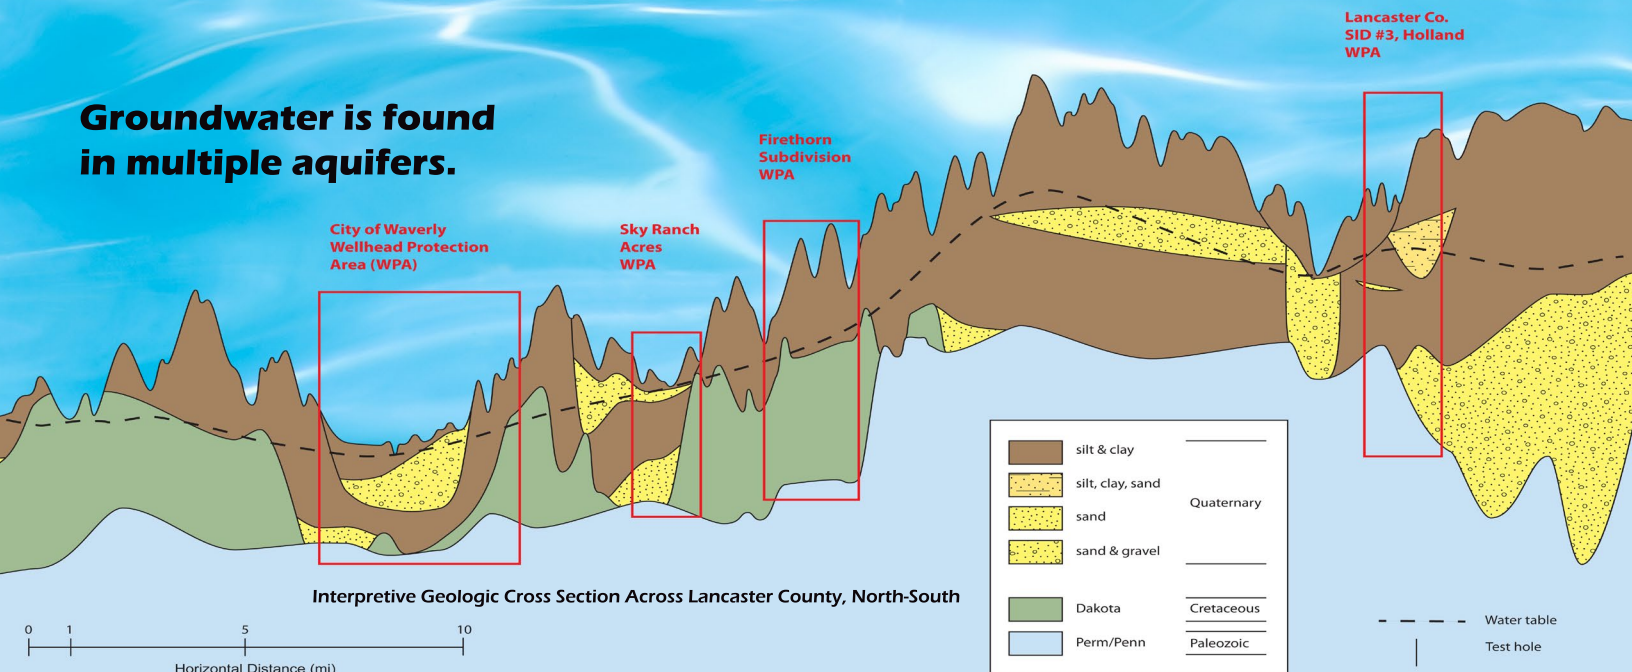 Lancaster Co.
SID #3, Holland
WPA
Groundwater is found
in multiple aquifers.
Firethorn
Subdivision
WPA
City of Waverly
Wellhead Protection
Area (WPA)
Sky Ranch
Acres
WPA
silt & clay
silt, clay, sand
Quaternary
sand
sand & gravel
Interpretive Geologic Cross Section Across Lancaster County, North-South
Dakota
Cretaceous
Perm/Penn
Paleozoic
Water table
Test hole
0 1 5 10
Horizontal Distance (mi)